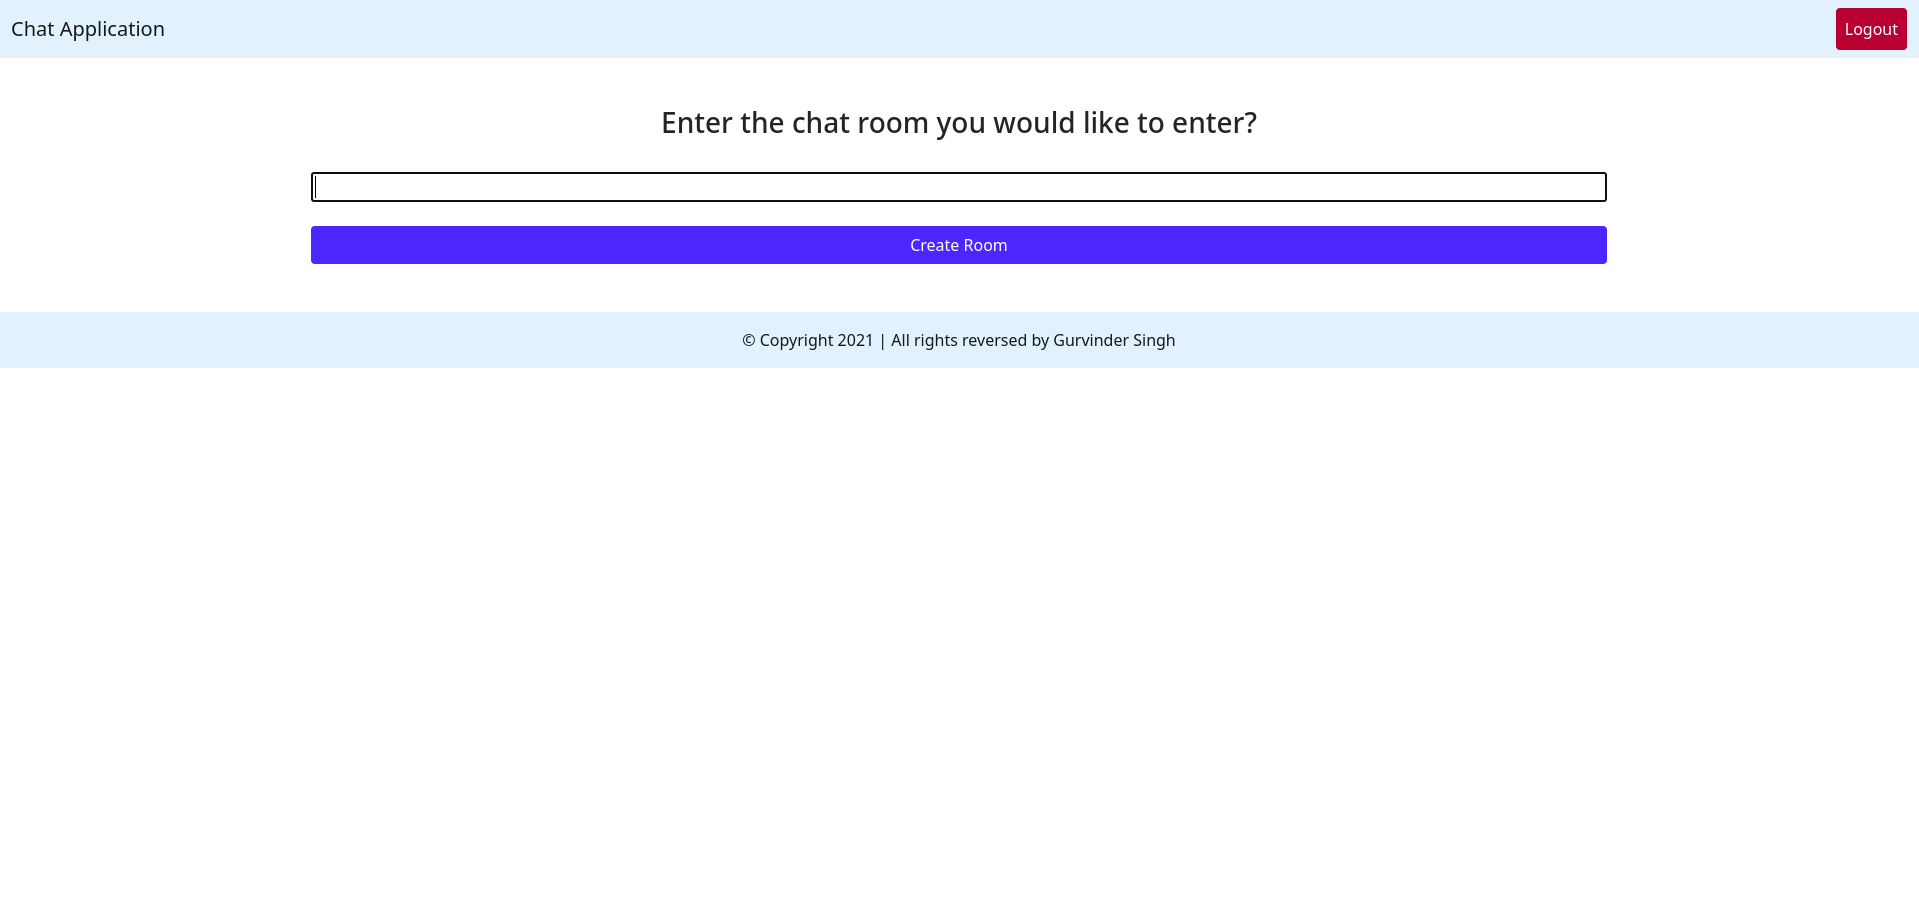 Chat Application
Logout
Enter the chat room you would like to enter?
Create Room
© Copyright 2021 | All rights reversed by Gurvinder Singh